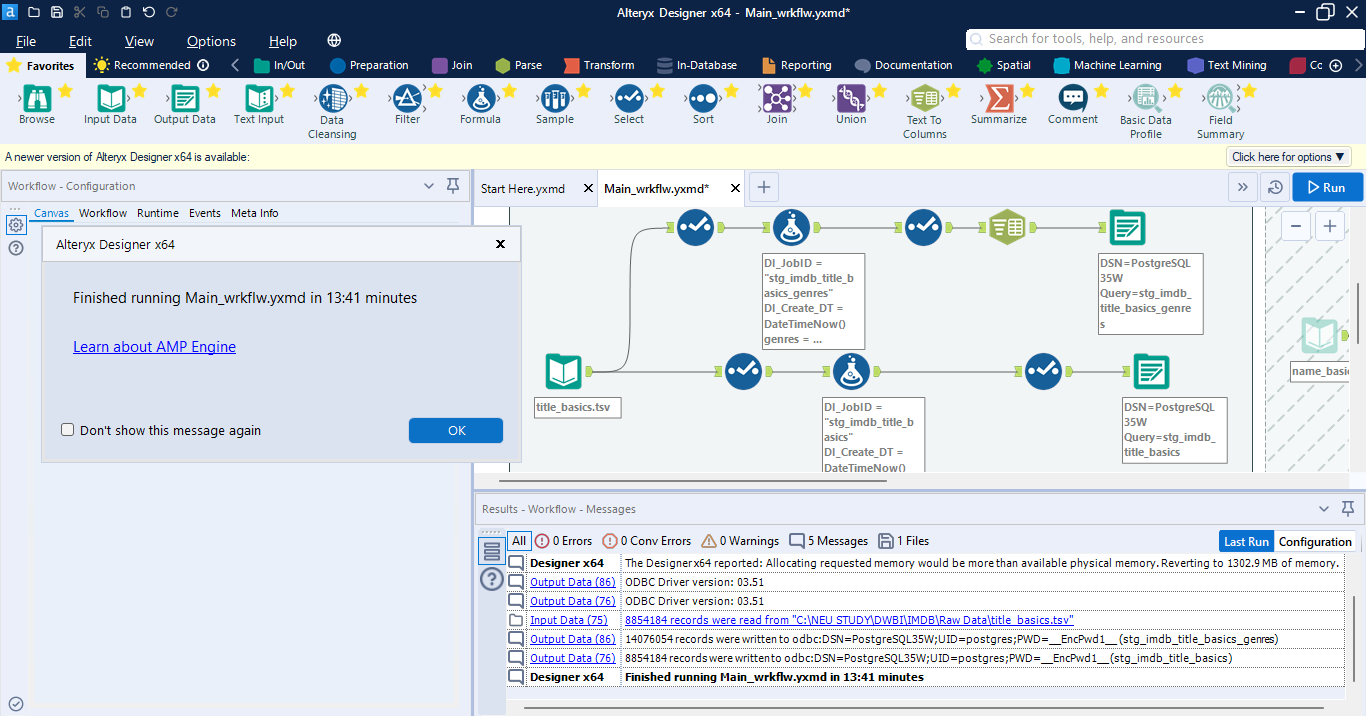 a
Alteryx Designer x64 - Main_wrkflw.yxmd*
File Edit View Options Help
Search for tools, help, and resources
Favorites Recommended In/Out Preparation Join Parse Transform In-Database Reporting Documentation Spatial Machine Learning Text Mining Cc
Browse Input Data Output Data Text Input Data Cleansing Filter Formula Sample Select Sort Join Union Text To Columns Summarize Comment Basic Data Profile Field Summary
A newer version of Alteryx Designer x64 is available:
Click here for options ▼
Workflow - Configuration
Canvas Workflow Runtime Events Meta Info
Alteryx Designer x64
Finished running Main_wrkflw.yxmd in 13:41 minutes
Learn about AMP Engine
Don't show this message again
OK
Start Here.yxmd
Main_wrkflw.yxmd*
Run
DI_JobID =
"stg_imdb_title_b
asics_genres"
DI_Create_DT =
DateTimeNow()
genres = ...
DSN=PostgreSQL
35W
Query=stg_imdb_
title_basics_genre
s
title_basics.tsv
DI_JobID =
"stg_imdb_title_b
asics"
DI_Create_DT =
DateTimeNow()
DSN=PostgreSQL
35W
Query=stg_imdb_
title_basics
name_basi
Results - Workflow - Messages
All 0 Errors 0 Conv Errors 0 Warnings 5 Messages 1 Files
Last Run Configuration
Designer x64 The Designer x64 reported: Allocating requested memory would be more than available physical memory. Reverting to 1302.9 MB of memory.
Output Data (86) ODBC Driver version: 03.51
Output Data (76) ODBC Driver version: 03.51
Input Data (75) 8854184 records were read from "C:\NEU STUDY\DWBI\IMDB\Raw Data\title_basics.tsv"
Output Data (86) 14076054 records were written to odbc:DSN=PostgreSQL35W;UID=postgres;PWD=__EncPwd1__(stg_imdb_title_basics_genres)
Output Data (76) 8854184 records were written to odbc:DSN=PostgreSQL35W;UID=postgres;PWD=__EncPwd1__(stg_imdb_title_basics)
Designer x64 Finished running Main_wrkflw.yxmd in 13:41 minutes